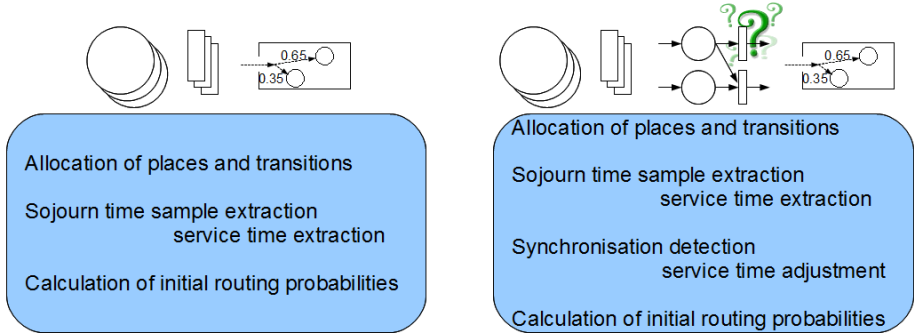 0.65
0.35
Allocation of places and transitions
Sojourn time sample extraction
service time extraction
Calculation of initial routing probabilities
? ? ? ? ?
0.65
0.35
Allocation of places and transitions
Sojourn time sample extraction
service time extraction
Synchronisation detection
service time adjustment
Calculation of initial routing probabilities